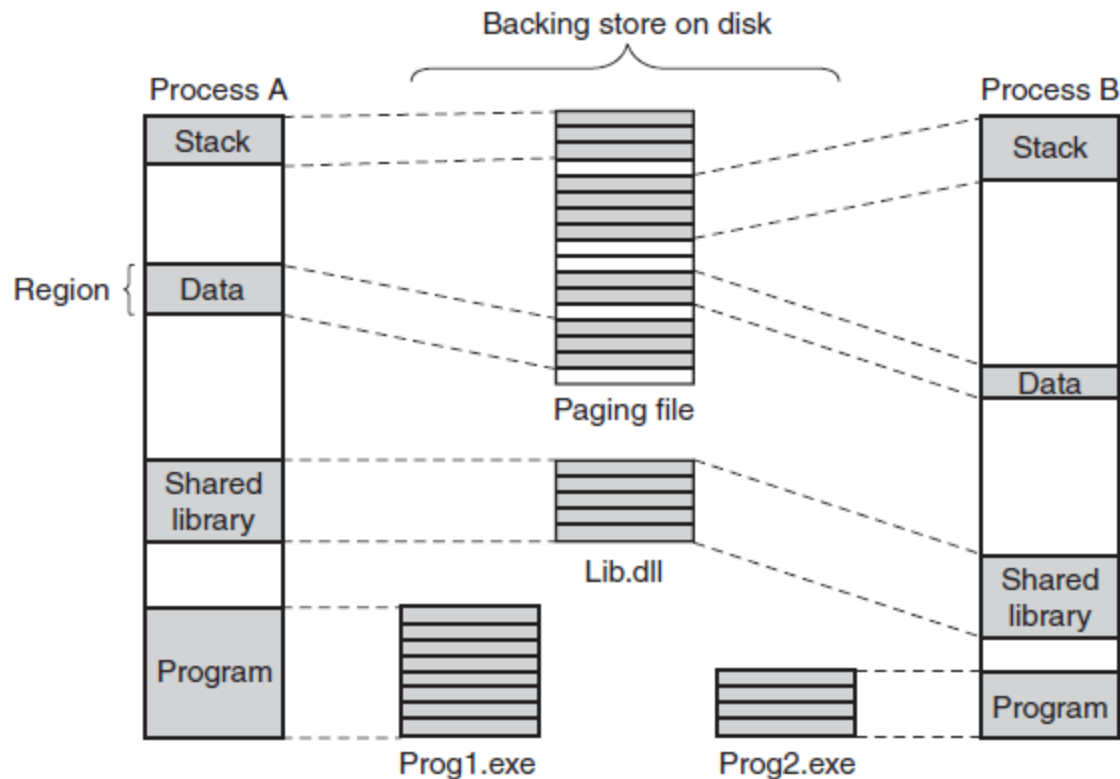 Backing store on disk
Process A
Process B
Stack
Stack
Region
Data
Data
Paging file
Shared
library
Lib.dll
Shared
library
Program
Program
Prog1.exe
Prog2.exe